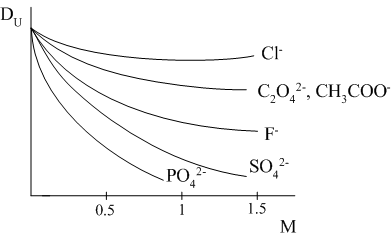 D_U
Cl⁻
C₂O₄²⁻, CH₃COO⁻
F⁻
SO₄²⁻
PO₄²⁻
0.5 1 1.5
M